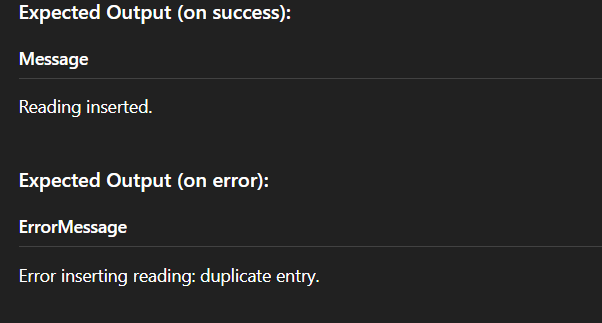 Expected Output (on success):
Message
Reading inserted.
Expected Output (on error):
ErrorMessage
Error inserting reading: duplicate entry.